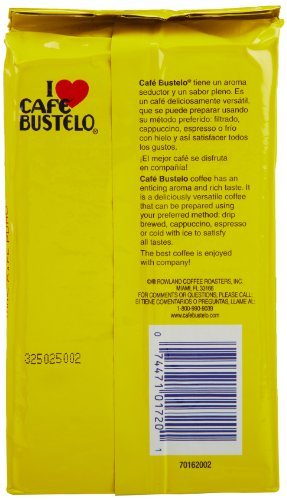 I ❤
CAFÉ
BUSTELO®
Café Bustelo® tiene un aroma
seductor y un sabor pleno. Es
un café deliciosamente versátil,
que se puede preparar usando
su método preferido: filtrado,
cappuccino, espresso o frío
con hielo y así satisfacer todos
los gustos.
¡El mejor café se disfruta
en compañía!
Café Bustelo coffee has an
enticing aroma and rich taste. It
is a deliciously versatile coffee
that can be prepared using
your preferred method: drip
brewed, cappuccino, espresso
or cold with ice to satisfy
all tastes.
The best coffee is enjoyed
with company!
©® ROWLAND COFFEE ROASTERS, INC.
MIAMI, FL 33166
FOR COMMENTS OR QUESTIONS, PLEASE CALL:
SI TIENE COMENTARIOS O PREGUNTAS, LLAME AL:
1-800-990-9039
www.cafebustelo.com
325025002
0 74471 01720 1
70162002